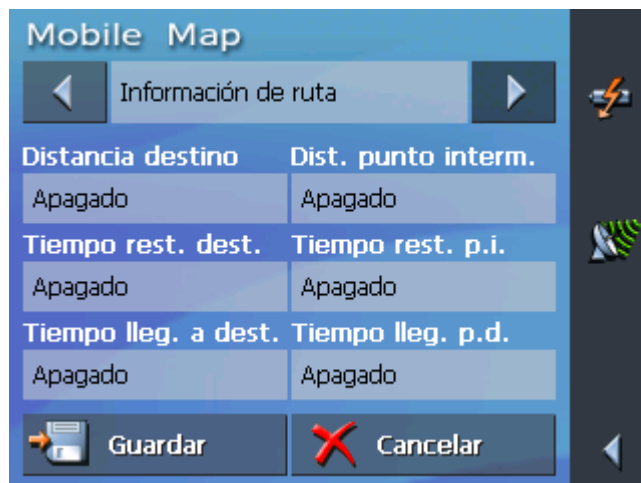 Mobile Map
Información de ruta
Distancia destino Dist. punto interm.
Apagado Apagado
Tiempo rest. dest. Tiempo rest. p.i.
Apagado Apagado
Tiempo lleg. a dest. Tiempo lleg. p.d.
Apagado Apagado
Guardar Cancelar